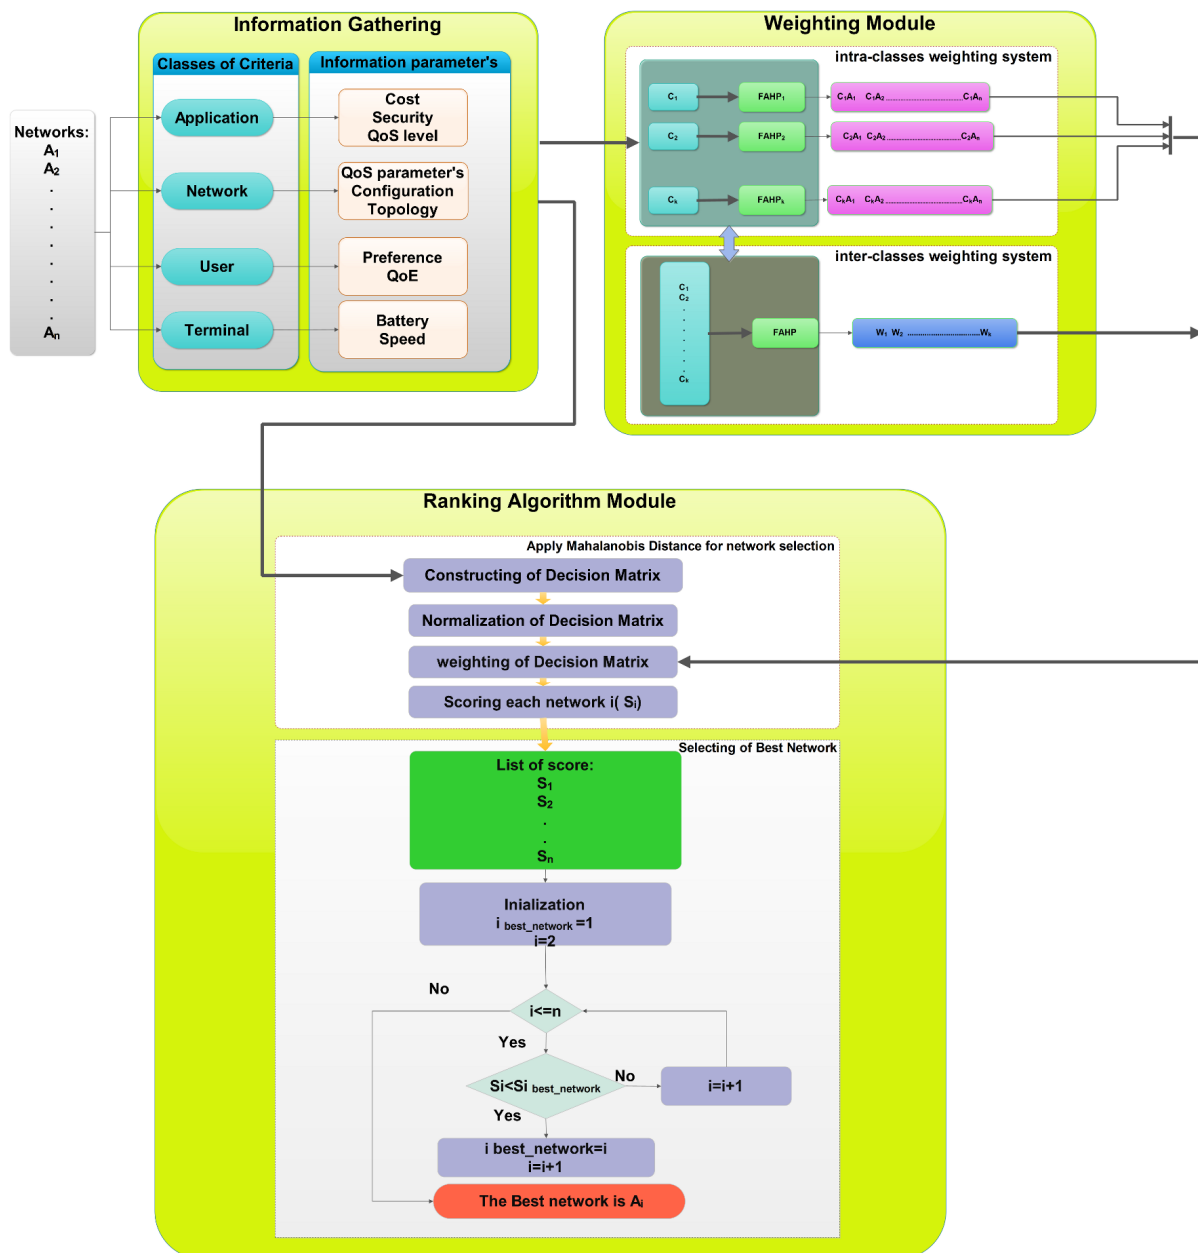 Information Gathering
Classes of Criteria
Information parameter's
Networks:
A1
A2
.
.
.
.
.
.
.
An
Application
Cost
Security
QoS level
Network
QoS parameter's
Configuration
Topology
User
Preference
QoE
Terminal
Battery
Speed
Weighting Module
intra-classes weighting system
C1
FAHP1
C1A1 C1A2 ........................................ C1An
C2
FAHP2
C2A1 C2A2 ........................................ C2An
Ck
FAHPk
CkA1 CkA2 ........................................ CkAn
inter-classes weighting system
C1
C2
.
.
.
.
.
.
.
Ck
FAHP
W1 W2 ........................................ Wk
Ranking Algorithm Module
Apply Mahalanobis Distance for network selection
Constructing of Decision Matrix
Normalization of Decision Matrix
weighting of Decision Matrix
Scoring each network i( Si)
Selecting of Best Network
List of score:
S1
S2
.
.
Sn
Inialization
i best_network =1
i=2
No
i<=n
Yes
Si<Si best_network
No
i=i+1
Yes
i best_network=i
i=i+1
The Best network is Ai